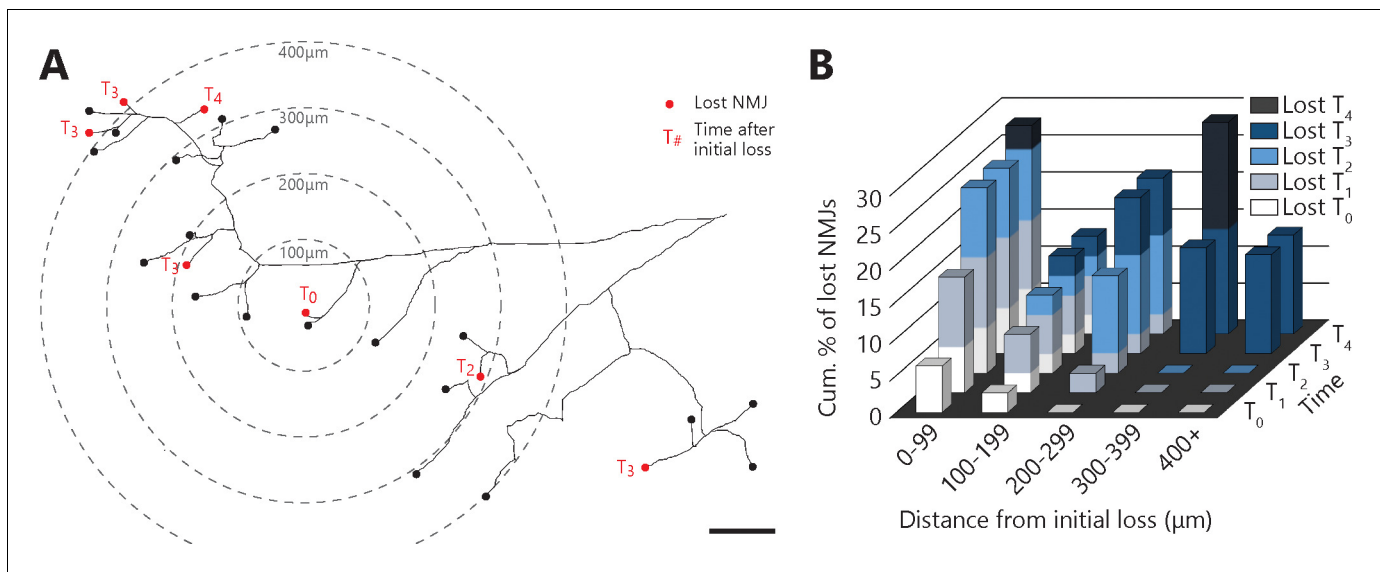 A
400µm
300µm
200µm
100µm
T3
T4
T3
T3
T0
T2
T3
Lost NMJ
T# Time after
initial loss
B
Lost T4
Lost T3
Lost T2
Lost T1
Lost T0
Cum. % of lost NMJs
30
25
20
15
10
5
0
0-99
100-199
200-299
300-399
400+
T0
T1
T2
T3
T4
Time
Distance from initial loss (µm)